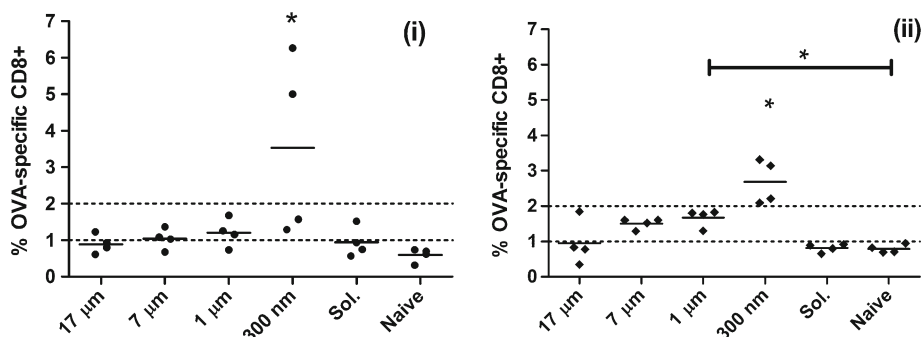 (i)
*
% OVA-specific CD8+
7
6
5
4
3
2
1
0
17 μm
7 μm
1 μm
300 nm
Sol.
Naive
(ii)
*
*
% OVA-specific CD8+
7
6
5
4
3
2
1
0
17 μm
7 μm
1 μm
300 nm
Sol.
Naive